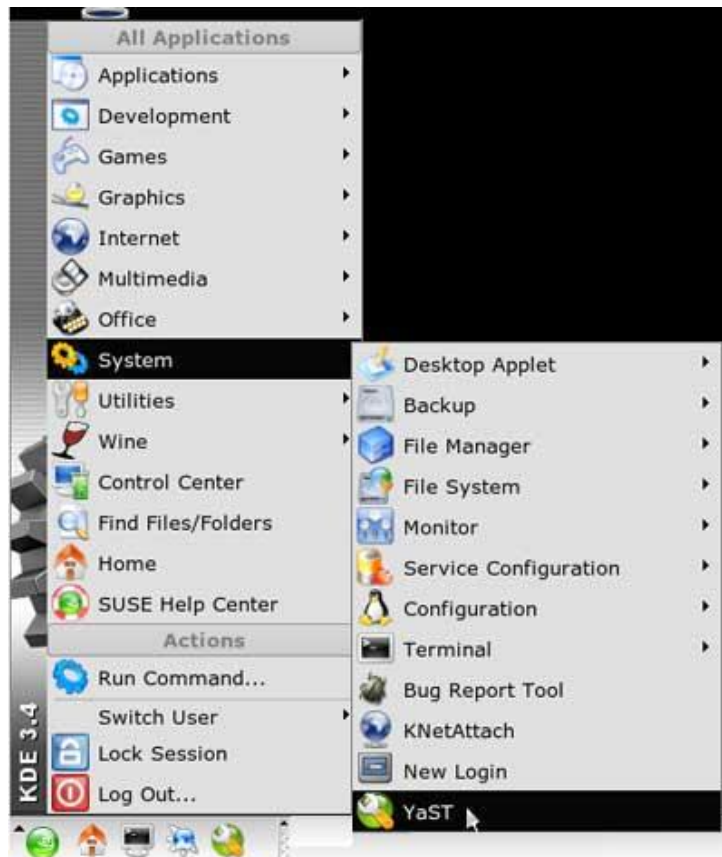 All Applications
Applications
Development
Games
Graphics
Internet
Multimedia
Office
System
Utilities
Wine
Control Center
Find Files/Folders
Home
SUSE Help Center
Actions
Run Command...
Switch User
Lock Session
Log Out...
KDE 3.4
Desktop Applet
Backup
File Manager
File System
Monitor
Service Configuration
Configuration
Terminal
Bug Report Tool
KNetAttach
New Login
YaST